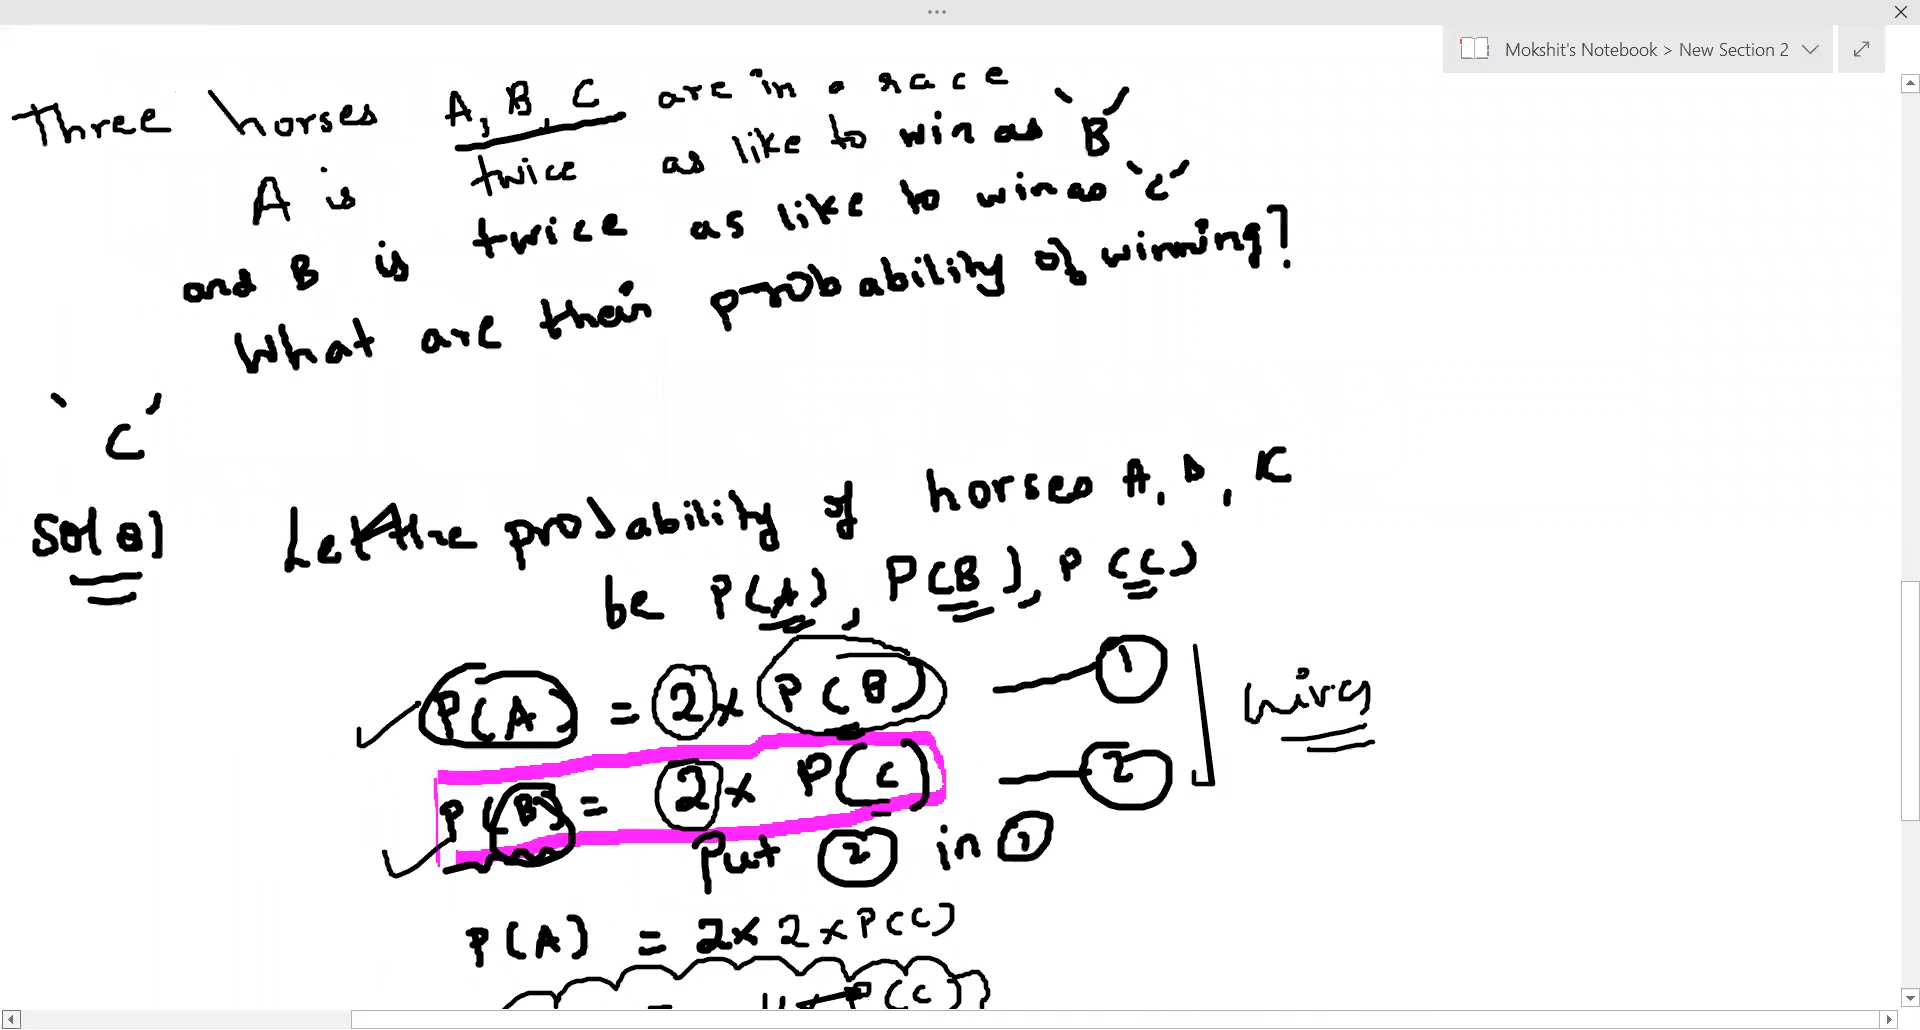 Mokshit's Notebook > New Section 2
Three horses A, B, C are in a race
A is twice as like to win as 'B'
and B is twice as like to win as 'C'
What are their probability of winning?
'C'
Sol
Let the probability of horses A, B, C
be P(A), P(B), P(C)
P(A) = 2 x P(B) — 1
P(B) = 2 x P(C) — 2
Put 2 in 1
P(A) = 2 x 2 x P(C)
= 4 x P(C)